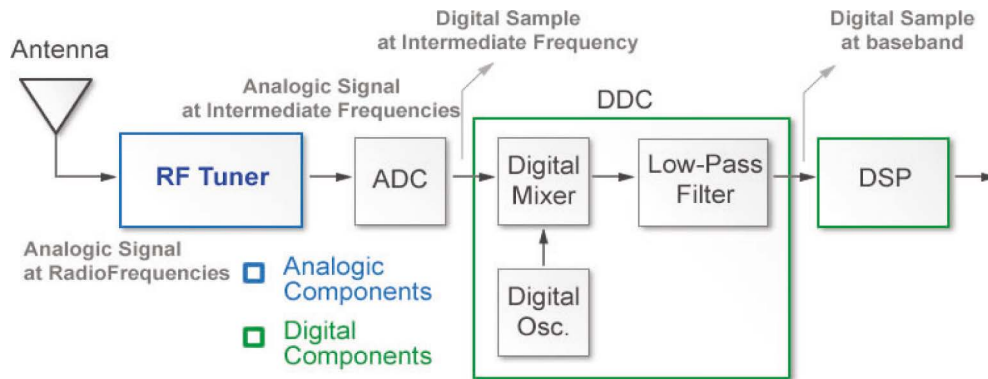 Digital Sample
at Intermediate Frequency
Digital Sample
at baseband
Antenna
Analogic Signal
at Intermediate Frequencies
DDC
RF Tuner
ADC
Digital
Mixer
Low-Pass
Filter
DSP
Analogic Signal
at RadioFrequencies
Analogic
Components
Digital
Osc.
Digital
Components